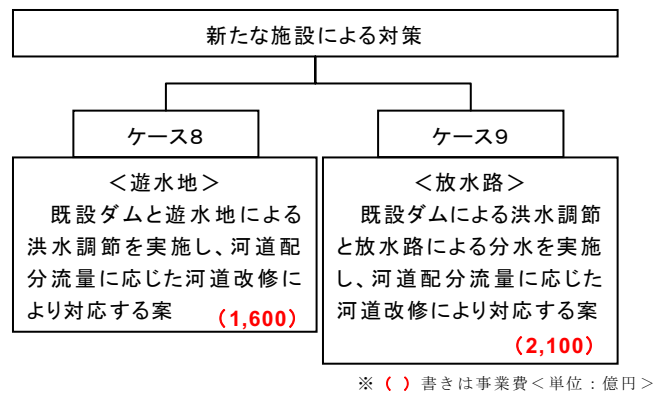 新たな施設による対策
ケース8
ケース9
＜遊水地＞
既設ダムと遊水地による
洪水調節を実施し、河道配
分流量に応じた河道改修に
より対応する案 (1,600)
＜放水路＞
既設ダムによる洪水調節
と放水路による分水を実施
し、河道配分流量に応じた
河道改修により対応する案
(2,100)
※ ( ) 書きは事業費＜単位：億円＞